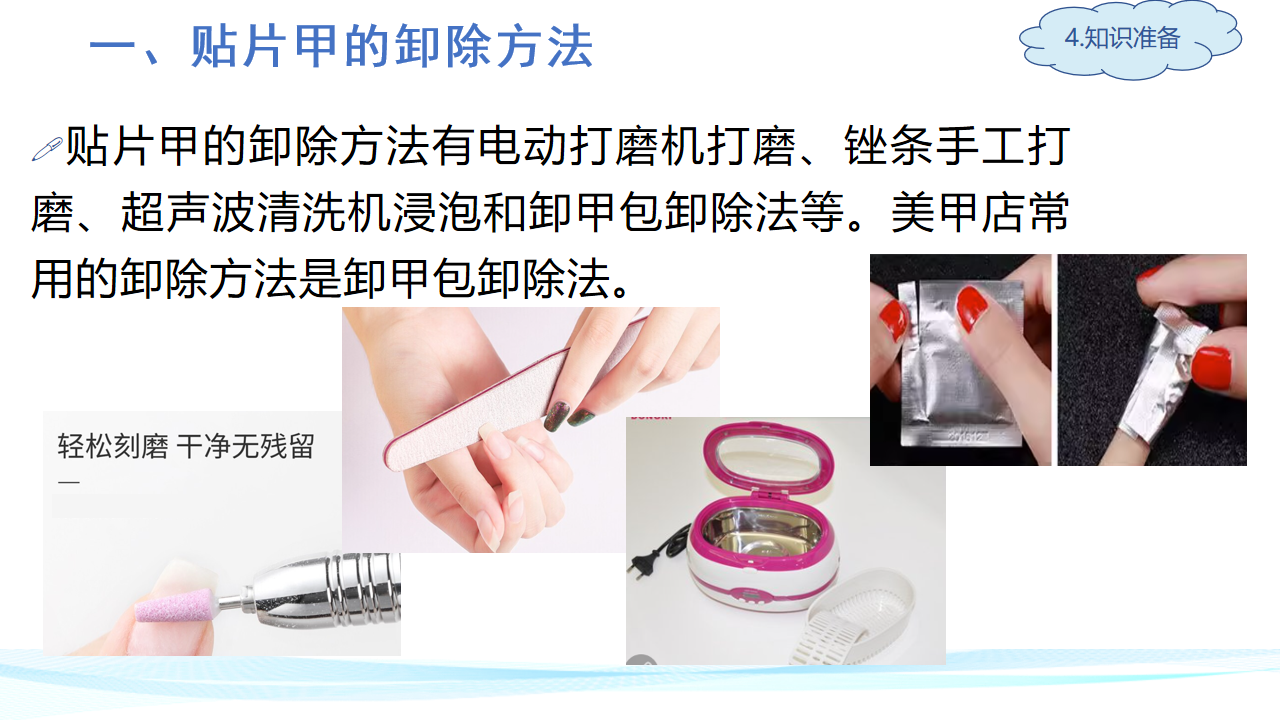 一、贴片甲的卸除方法
4.知识准备
贴片甲的卸除方法有电动打磨机打磨、锉条手工打
磨、超声波清洗机浸泡和卸甲包卸除法等。美甲店常
用的卸除方法是卸甲包卸除法。
轻松刻磨 干净无残留
—